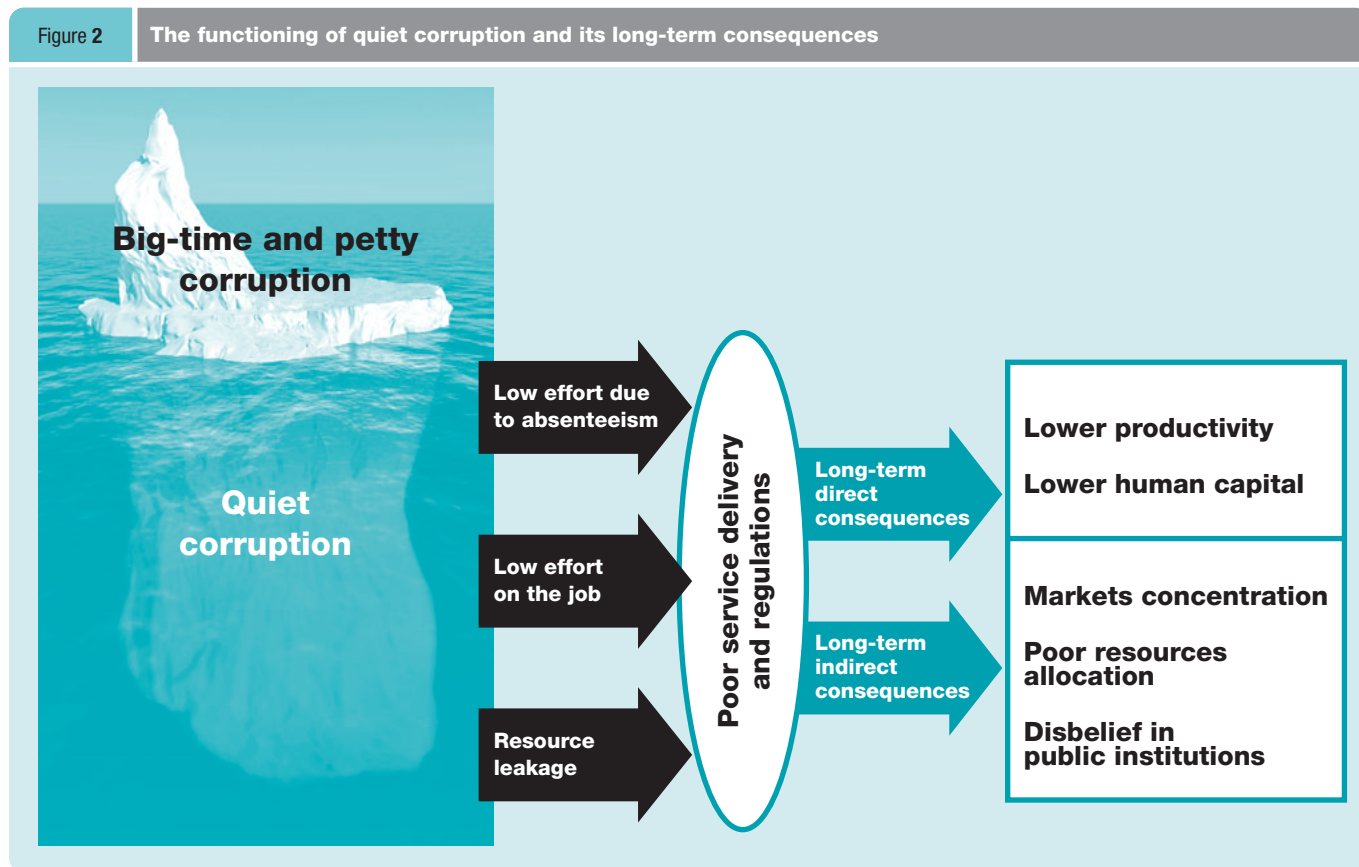 Figure 2
The functioning of quiet corruption and its long-term consequences
Big-time and petty
corruption
Quiet
corruption
Low effort due
to absenteeism
Low effort
on the job
Resource
leakage
Poor service delivery
and regulations
Long-term
direct
consequences
Long-term
indirect
consequences
Lower productivity
Lower human capital
Markets concentration
Poor resources
allocation
Disbelief in
public institutions